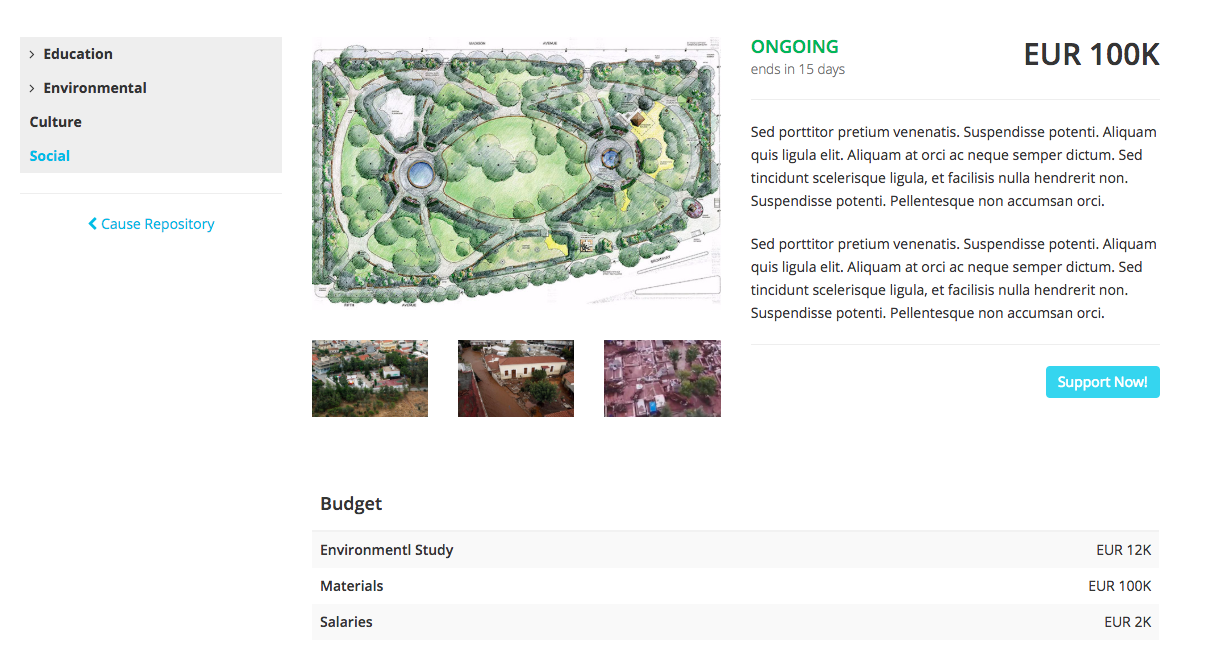 Education
Environmental
Culture
Social
Cause Repository
AVENUE
AVENUE
ONGOING
EUR 100K
ends in 15 days
Sed porttitor pretium venenatis. Suspendisse potenti. Aliquam
quis ligula elit. Aliquam at orci ac neque semper dictum. Sed
tincidunt scelerisque ligula, et facilisis nulla hendrerit non.
Suspendisse potenti. Pellentesque non accumsan orci.
Sed porttitor pretium venenatis. Suspendisse potenti. Aliquam
quis ligula elit. Aliquam at orci ac neque semper dictum. Sed
tincidunt scelerisque ligula, et facilisis nulla hendrerit non.
Suspendisse potenti. Pellentesque non accumsan orci.
Support Now!
Budget
Environmentl Study
EUR 12K
Materials
EUR 100K
Salaries
EUR 2K